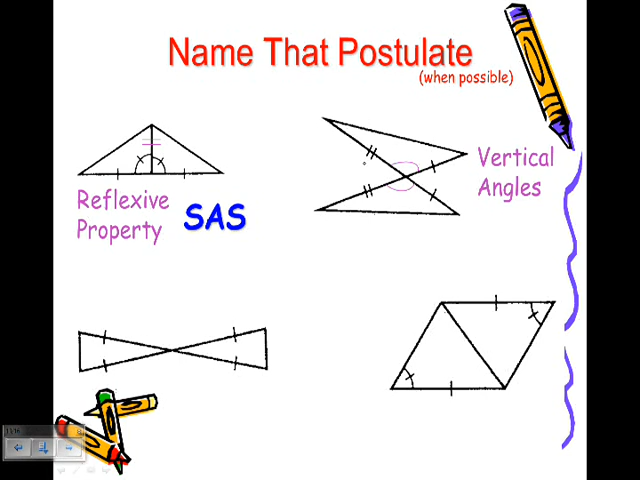 Name That Postulate
(when possible)
Reflexive
Property
SAS
Vertical
Angles